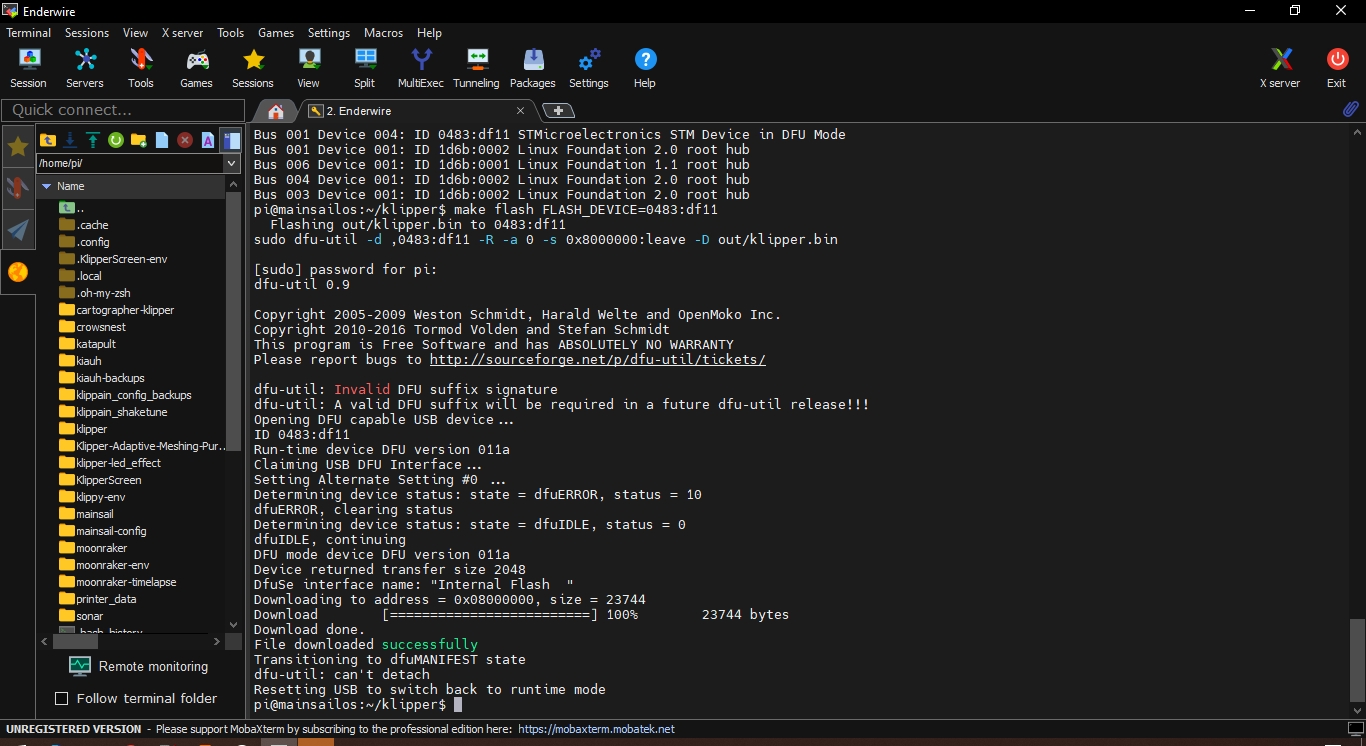 Enderwire
Terminal Sessions View X server Tools Games Settings Macros Help
Session Servers Tools Games Sessions View Split MultiExec Tunneling Packages Settings Help X server Exit
Quick connect...
2. Enderwire
/home/pi/
Name
..
.cache
.config
.KlipperScreen-env
.local
.oh-my-zsh
cartographer-klipper
crowsnest
katapult
kiauh
kiauh-backups
klippain_config_backups
klippain_shaketune
klipper
Klipper-Adaptive-Meshing-Pur..
klipper-led_effect
KlipperScreen
klippy-env
mainsail
mainsail-config
moonraker
moonraker-env
moonraker-timelapse
printer_data
sonar
.bash_history
Remote monitoring
Follow terminal folder
Bus 001 Device 004: ID 0483:df11 STMicroelectronics STM Device in DFU Mode
Bus 001 Device 001: ID 1d6b:0002 Linux Foundation 2.0 root hub
Bus 006 Device 001: ID 1d6b:0001 Linux Foundation 1.1 root hub
Bus 004 Device 001: ID 1d6b:0002 Linux Foundation 2.0 root hub
Bus 003 Device 001: ID 1d6b:0002 Linux Foundation 2.0 root hub
pi@mainsailos:~/klipper$ make flash FLASH_DEVICE=0483:df11
Flashing out/klipper.bin to 0483:df11
sudo dfu-util -d ,0483:df11 -R -a 0 -s 0x8000000:leave -D out/klipper.bin
[sudo] password for pi:
dfu-util 0.9
Copyright 2005-2009 Weston Schmidt, Harald Welte and OpenMoko Inc.
Copyright 2010-2016 Tormod Volden and Stefan Schmidt
This program is Free Software and has ABSOLUTELY NO WARRANTY
Please report bugs to http://sourceforge.net/p/dfu-util/tickets/
dfu-util: Invalid DFU suffix signature
dfu-util: A valid DFU suffix will be required in a future dfu-util release!!!
Opening DFU capable USB device...
ID 0483:df11
Run-time device DFU version 011a
Claiming USB DFU Interface...
Setting Alternate Setting #0 ...
Determining device status: state = dfuERROR, status = 10
dfuERROR, clearing status
Determining device status: state = dfuIDLE, status = 0
dfuIDLE, continuing
DFU mode device DFU version 011a
Device returned transfer size 2048
DfuSe interface name: "Internal Flash  "
Downloading to address = 0x08000000, size = 23744
Download [=========================] 100% 23744 bytes
Download done.
File downloaded successfully
Transitioning to dfuMANIFEST state
dfu-util: can't detach
Resetting USB to switch back to runtime mode
pi@mainsailos:~/klipper$
UNREGISTERED VERSION - Please support MobaXterm by subscribing to the professional edition here: https://mobaxterm.mobatek.net